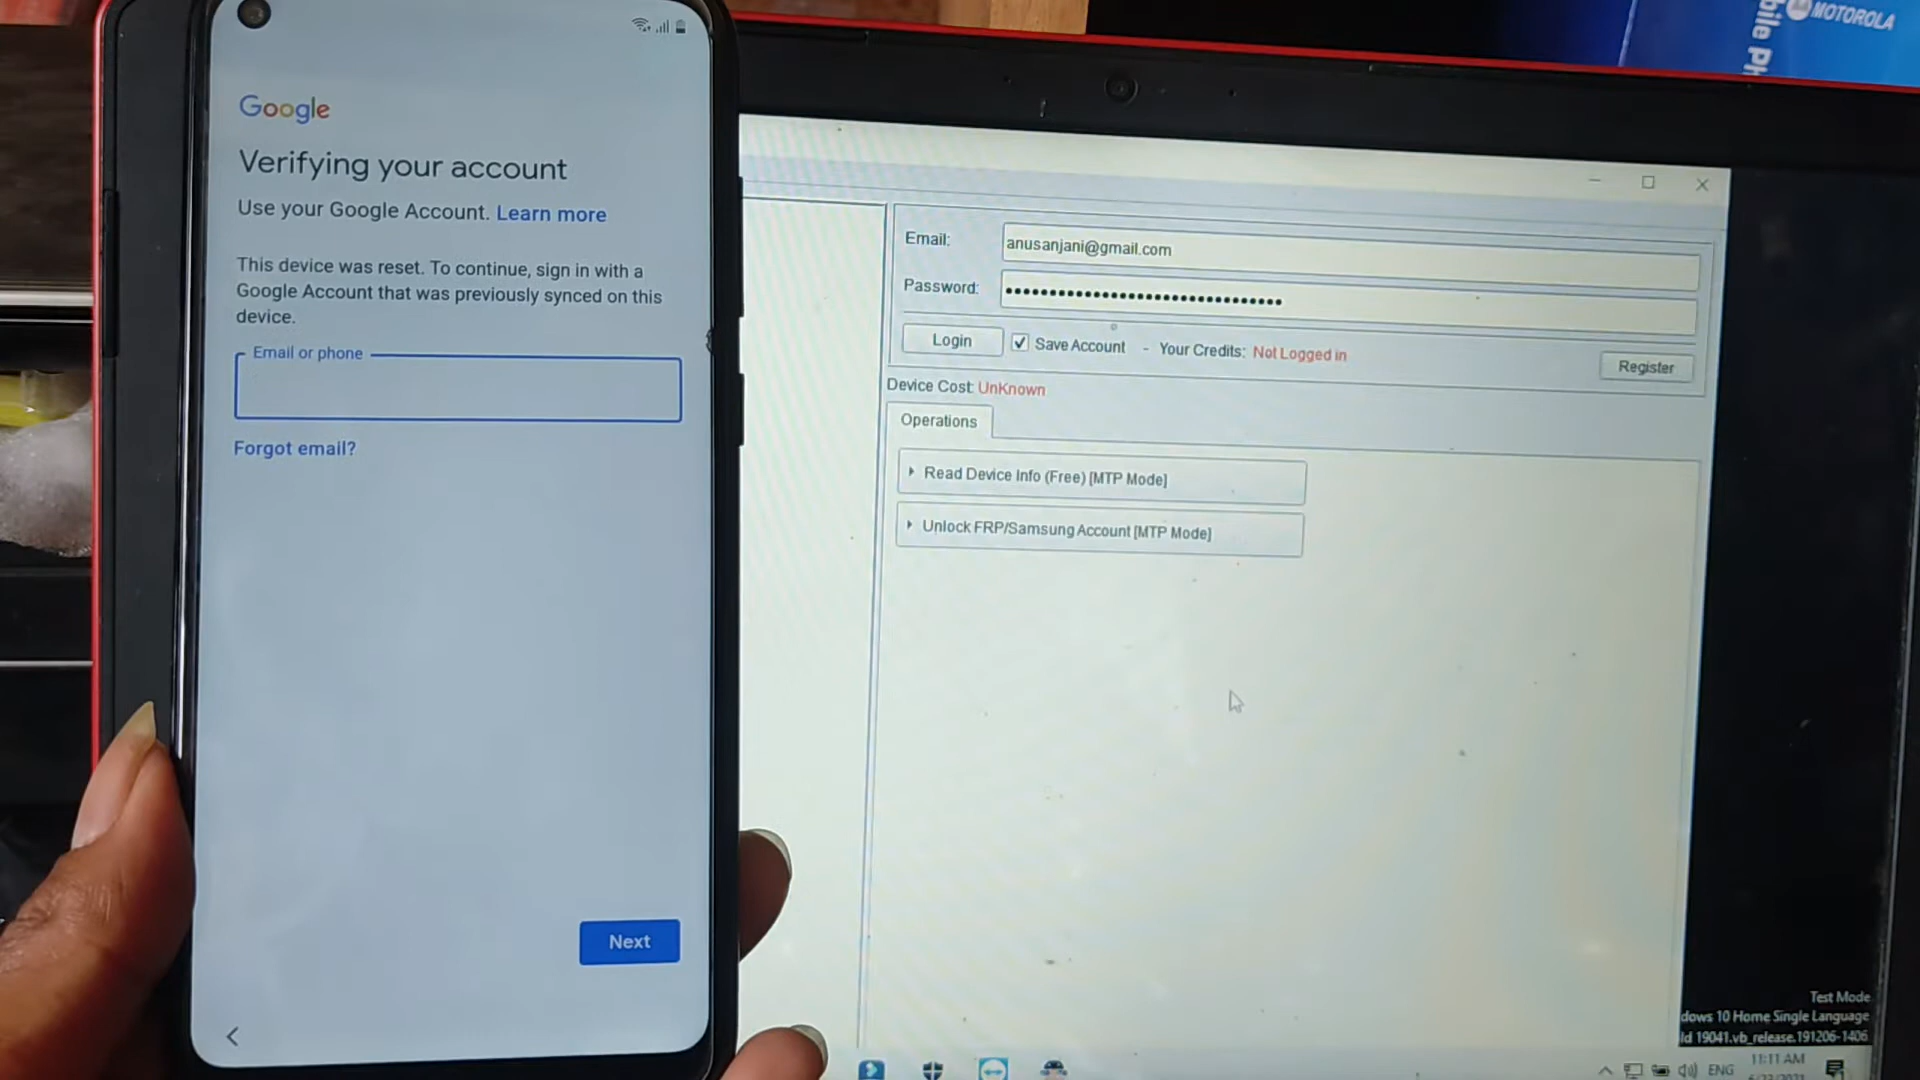 Google
Verifying your account
Use your Google Account. Learn more
This device was reset. To continue, sign in with a
Google Account that was previously synced on this
device.
Email or phone
Forgot email?
Next
MOTOROLA
bile
Email:
anusanjani@gmail.com
Password:
••••••••••••••••••••••••••••••••
Login
Save Account - Your Credits: Not Logged in
Register
Device Cost: UnKnown
Operations
Read Device Info (Free) [MTP Mode]
Unlock FRP/Samsung Account [MTP Mode]
Test Mode
dows 10 Home Single Language
ld 19041.vb_release.191206-1406
ENG
11:11 AM